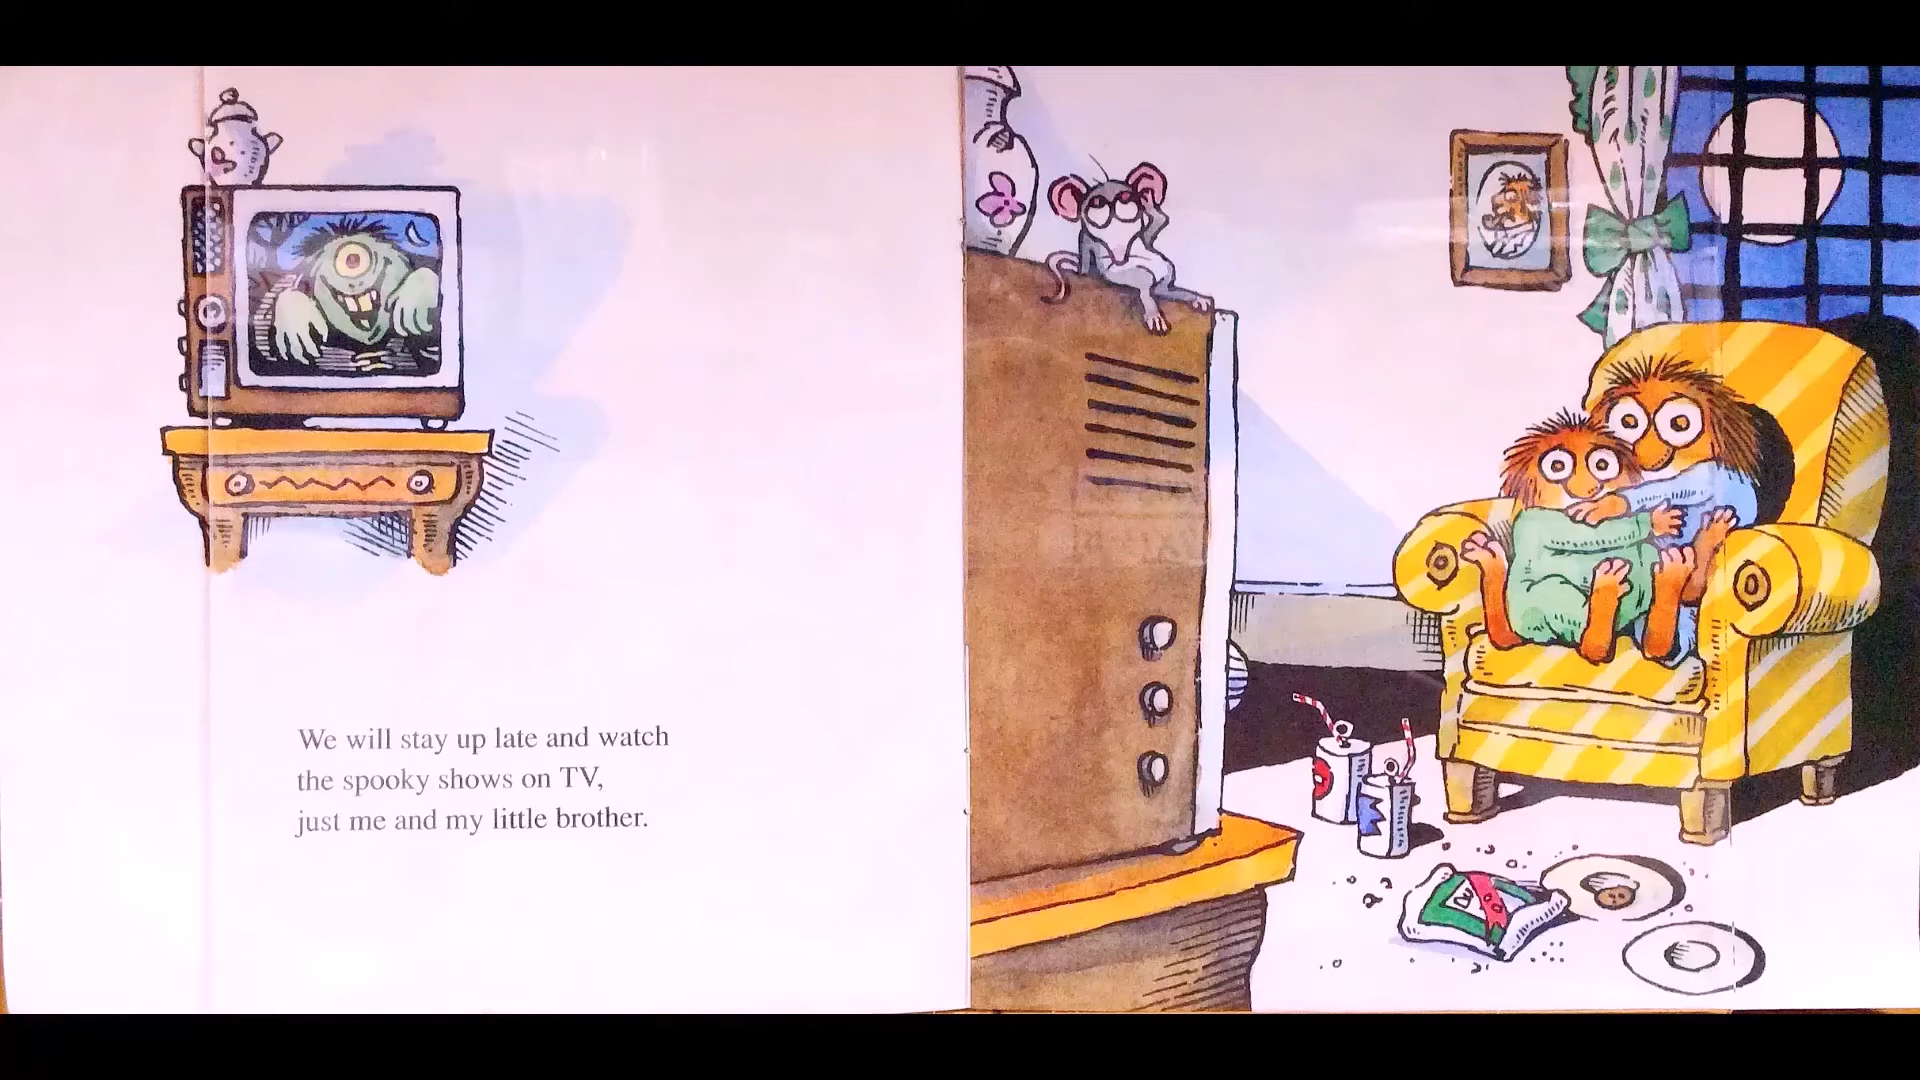 We will stay up late and watch
the spooky shows on TV,
just me and my little brother.